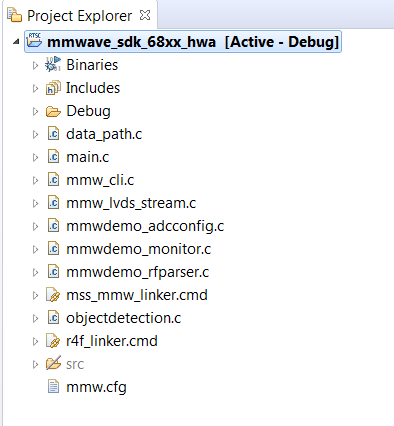 Project Explorer
mmwave_sdk_68xx_hwa [Active - Debug]
Binaries
Includes
Debug
data_path.c
main.c
mmw_cli.c
mmw_lvds_stream.c
mmwdemo_adcconfig.c
mmwdemo_monitor.c
mmwdemo_rfparser.c
mss_mmw_linker.cmd
objectdetection.c
r4f_linker.cmd
src
mmw.cfg